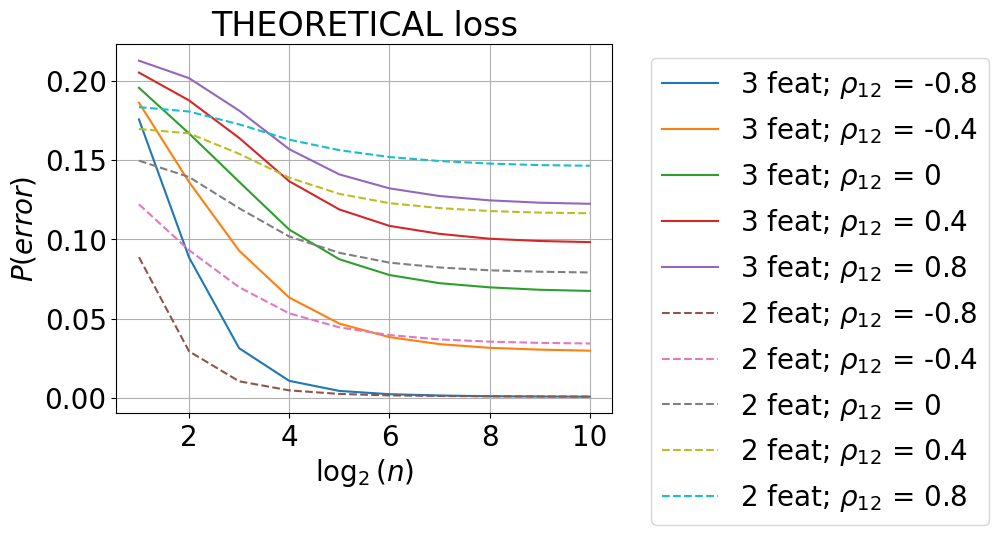 THEORETICAL loss
P(error)
0.20
0.15
0.10
0.05
0.00
2 4 6 8 10
log₂(n)
3 feat; ρ₁₂ = -0.8
3 feat; ρ₁₂ = -0.4
3 feat; ρ₁₂ = 0
3 feat; ρ₁₂ = 0.4
3 feat; ρ₁₂ = 0.8
2 feat; ρ₁₂ = -0.8
2 feat; ρ₁₂ = -0.4
2 feat; ρ₁₂ = 0
2 feat; ρ₁₂ = 0.4
2 feat; ρ₁₂ = 0.8